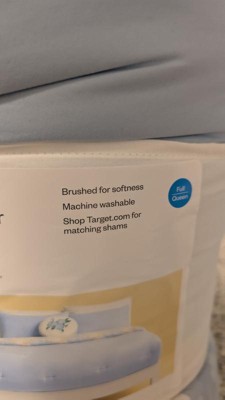 Brushed for softness
Machine washable
Shop Target.com for
matching shams
Full
Queen